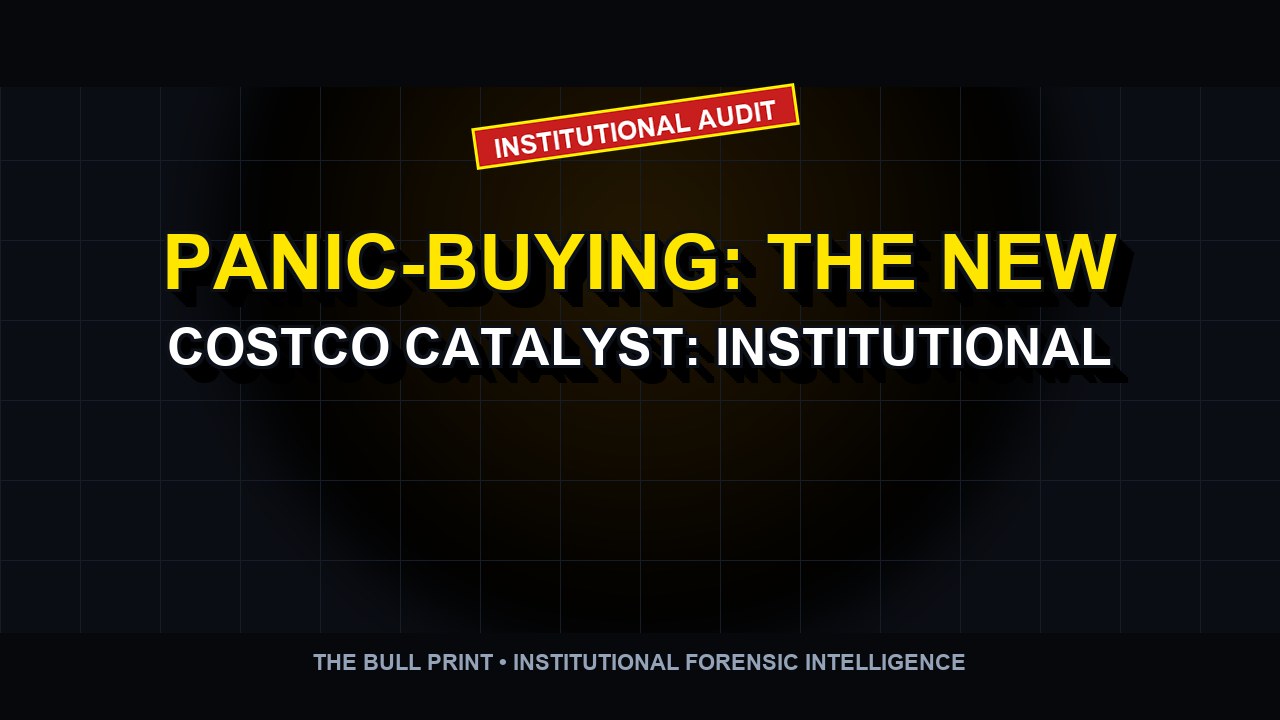 INSTITUTIONAL AUDIT
PANIC-BUYING: THE NEW
COSTCO CATALYST: INSTITUTIONAL
THE BULL PRINT • INSTITUTIONAL FORENSIC INTELLIGENCE